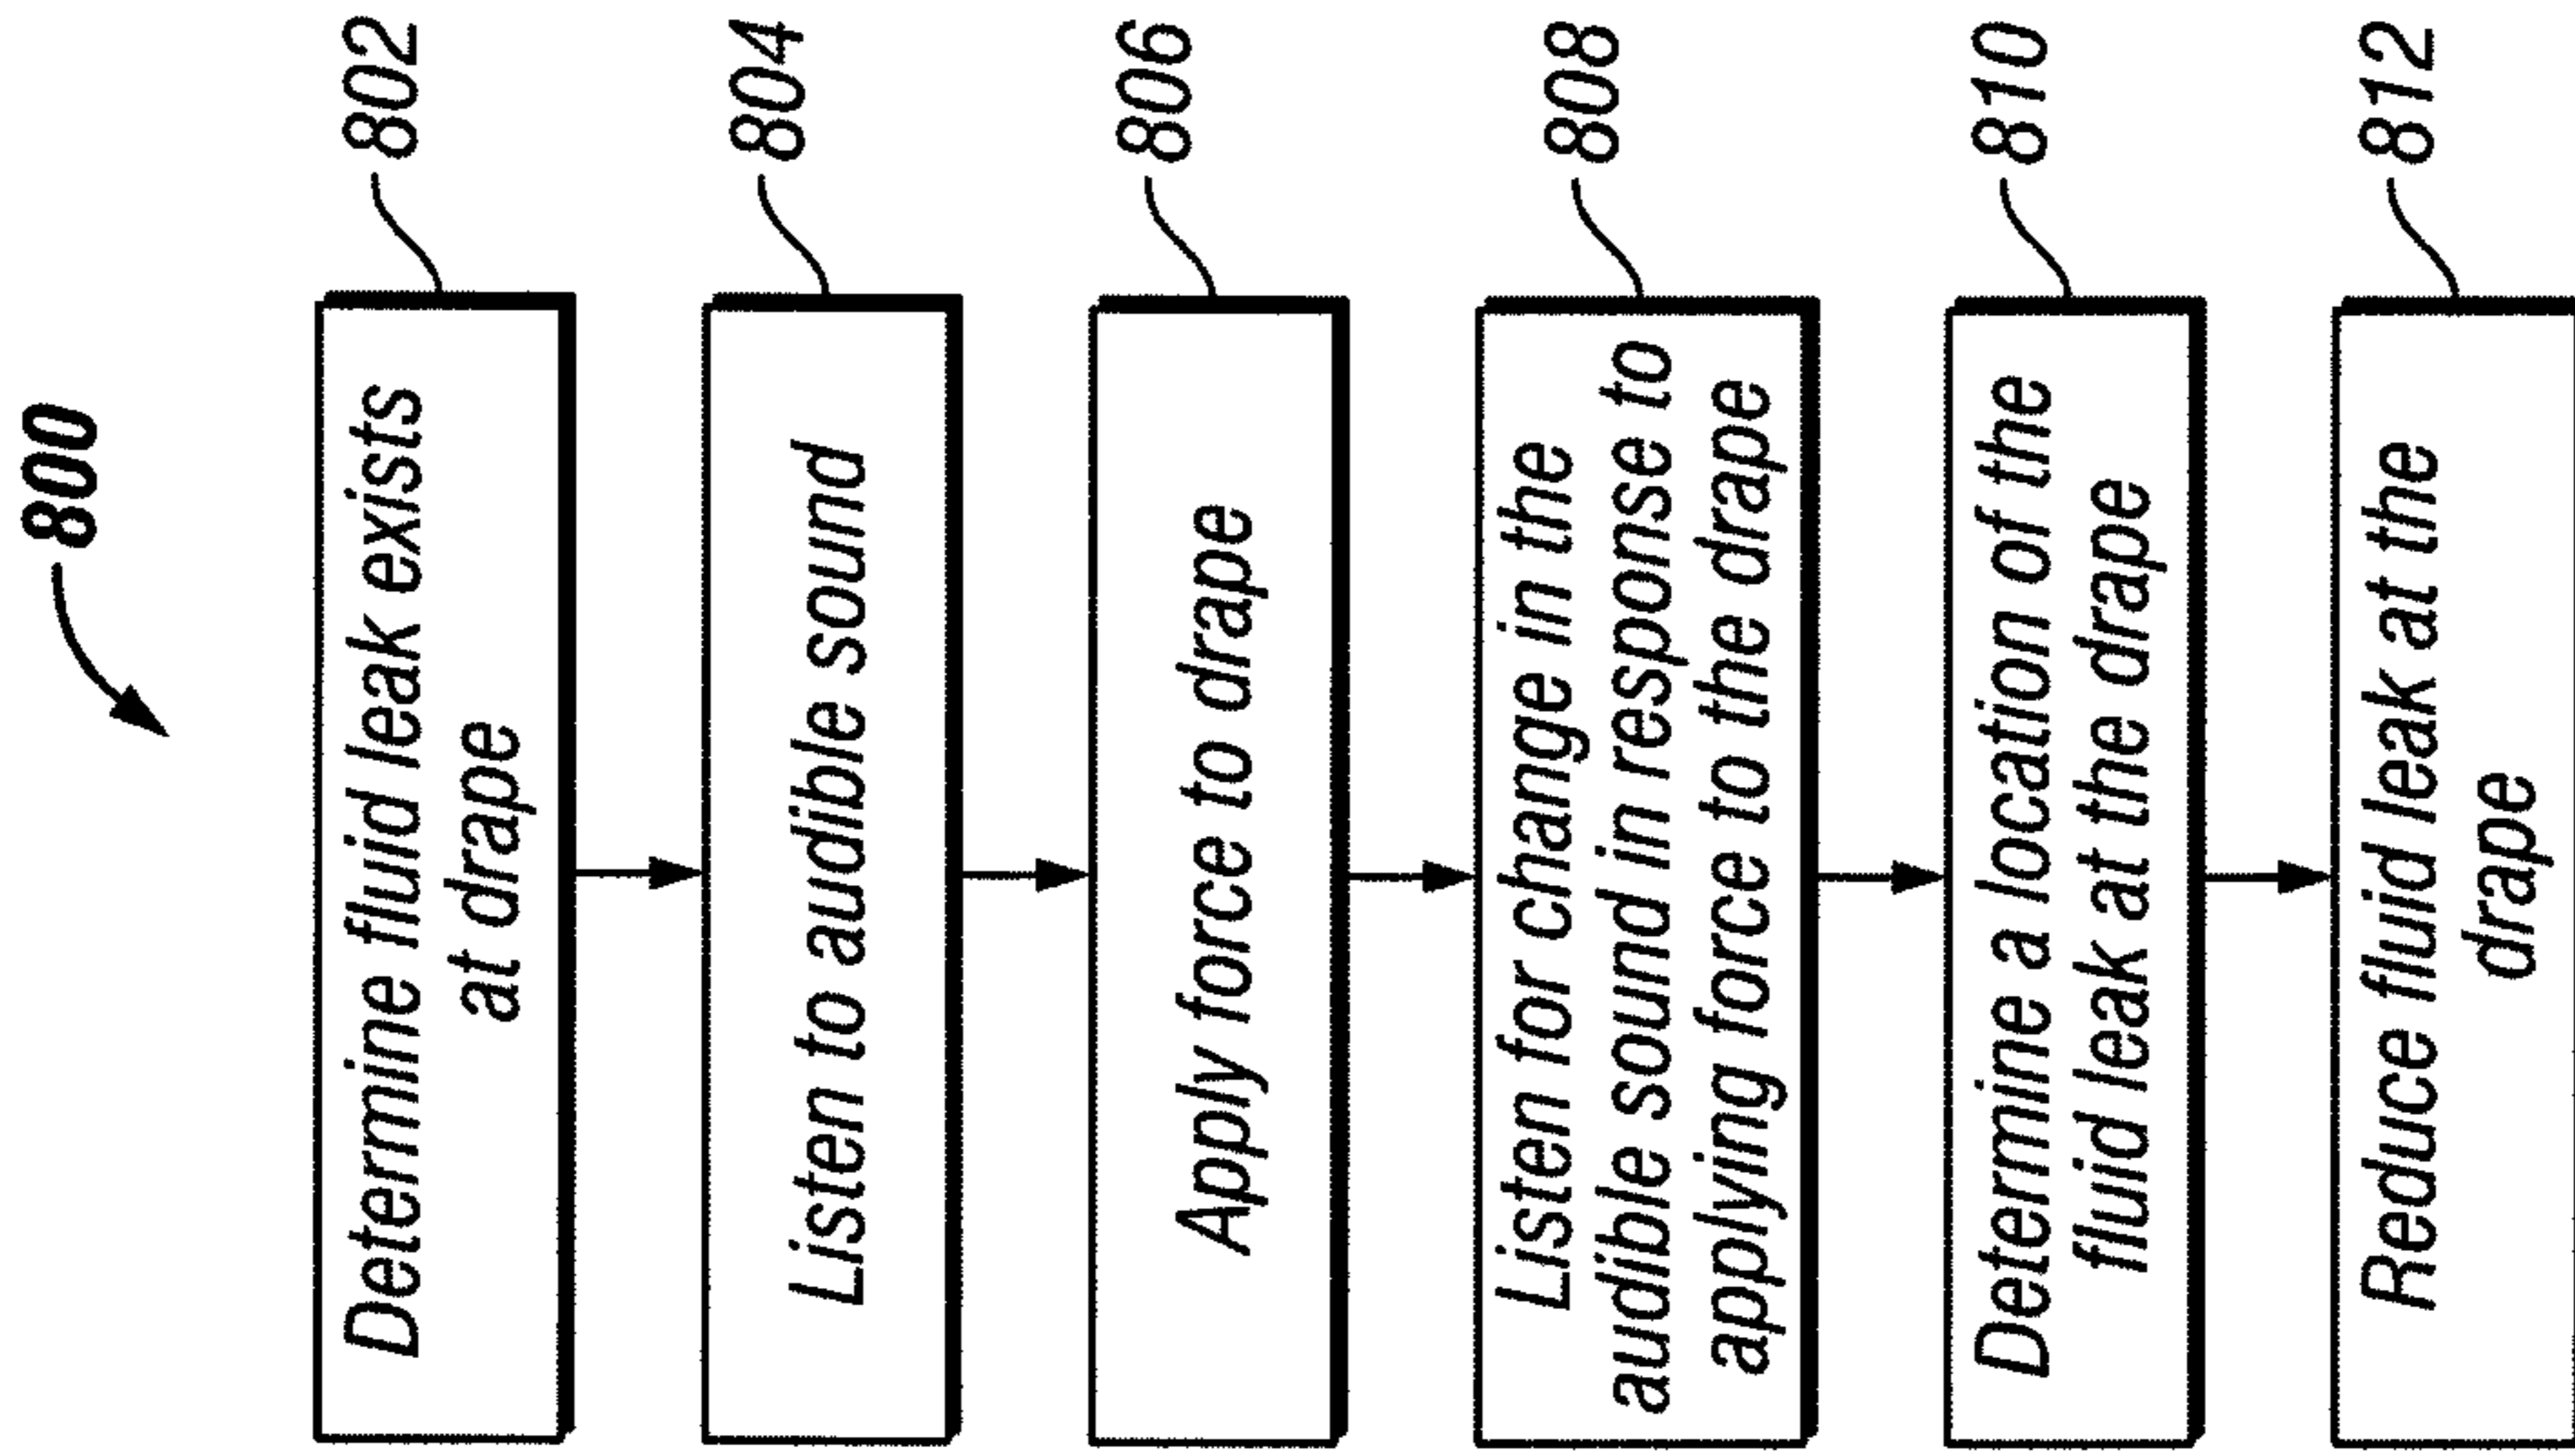 800
Determine fluid leak exists
at drape
802
Listen to audible sound
804
Apply force to drape
806
Listen for change in the
audible sound in response to
applying force to the drape
808
Determine a location of the
fluid leak at the drape
810
Reduce fluid leak at the
drape
812